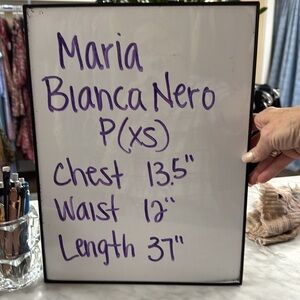 Maria
Bianca Nero
P(xs)
Chest 13.5"
Waist 12"
Length 37"